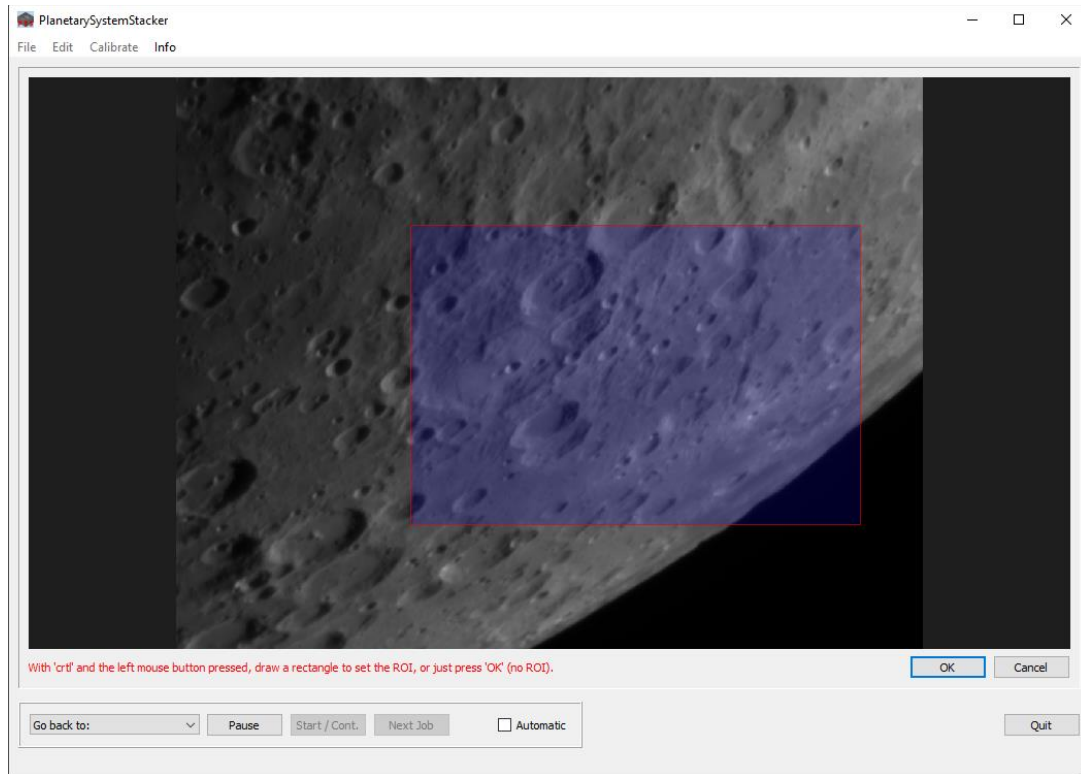 PlanetarySystemStacker
File Edit Calibrate Info
With 'crtl' and the left mouse button pressed, draw a rectangle to set the ROI, or just press 'OK' (no ROI).
OK Cancel
Go back to: Pause Start / Cont. Next Job Automatic Quit